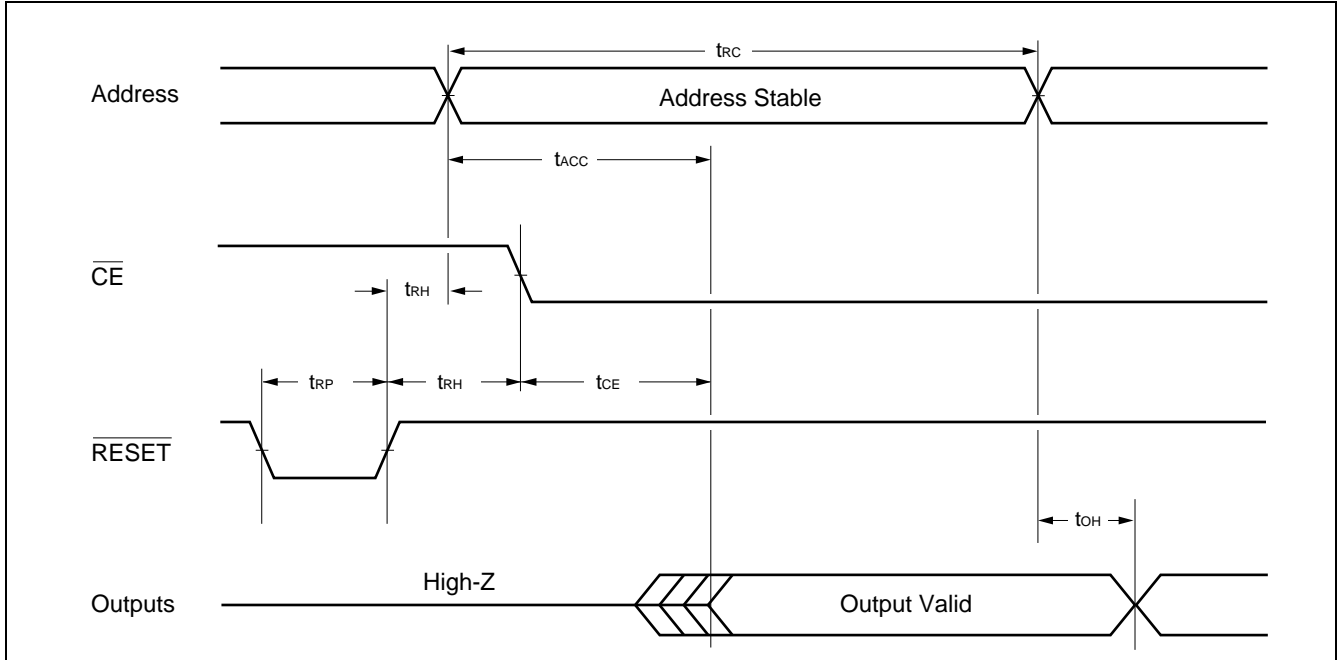 tRC
Address
Address Stable
tACC
CE
tRH
tRP
tRH
tCE
RESET
tOH
High-Z
Outputs
Output Valid